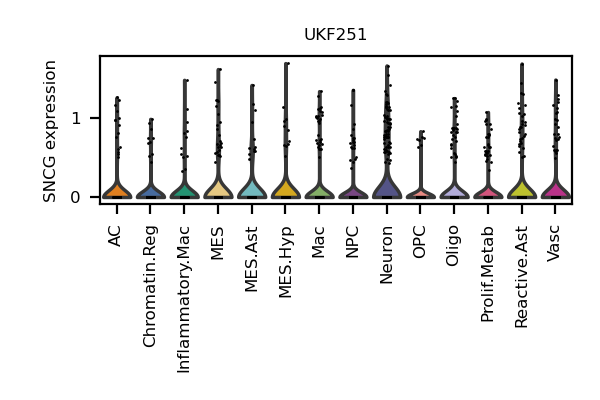 UKF251
SNCG expression
1
0
AC
Chromatin.Reg
Inflammatory.Mac
MES
MES.Ast
MES.Hyp
Mac
NPC
Neuron
OPC
Oligo
Prolif.Metab
Reactive.Ast
Vasc